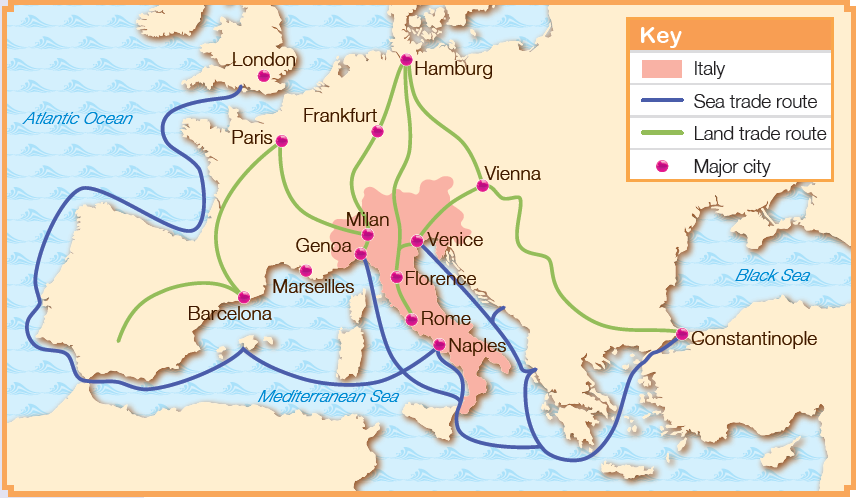 Key
Italy
Sea trade route
Land trade route
Major city
London
Hamburg
Atlantic Ocean
Frankfurt
Paris
Vienna
Milan
Genoa
Venice
Marseilles
Florence
Black Sea
Barcelona
Rome
Constantinople
Naples
Mediterranean Sea